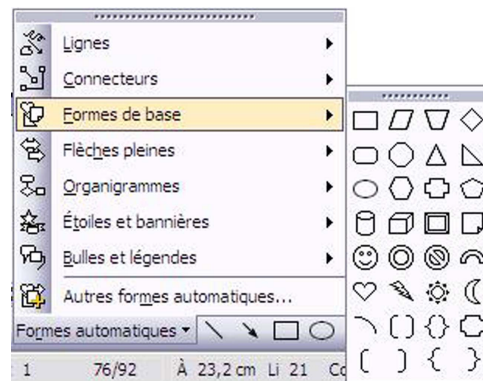 Lignes
Connecteurs
Formes de base
Flèches pleines
Organigrammes
Étoiles et bannières
Bulles et légendes
Autres formes automatiques...
Formes automatiques
1 76/92 À 23,2 cm Li 21 Co